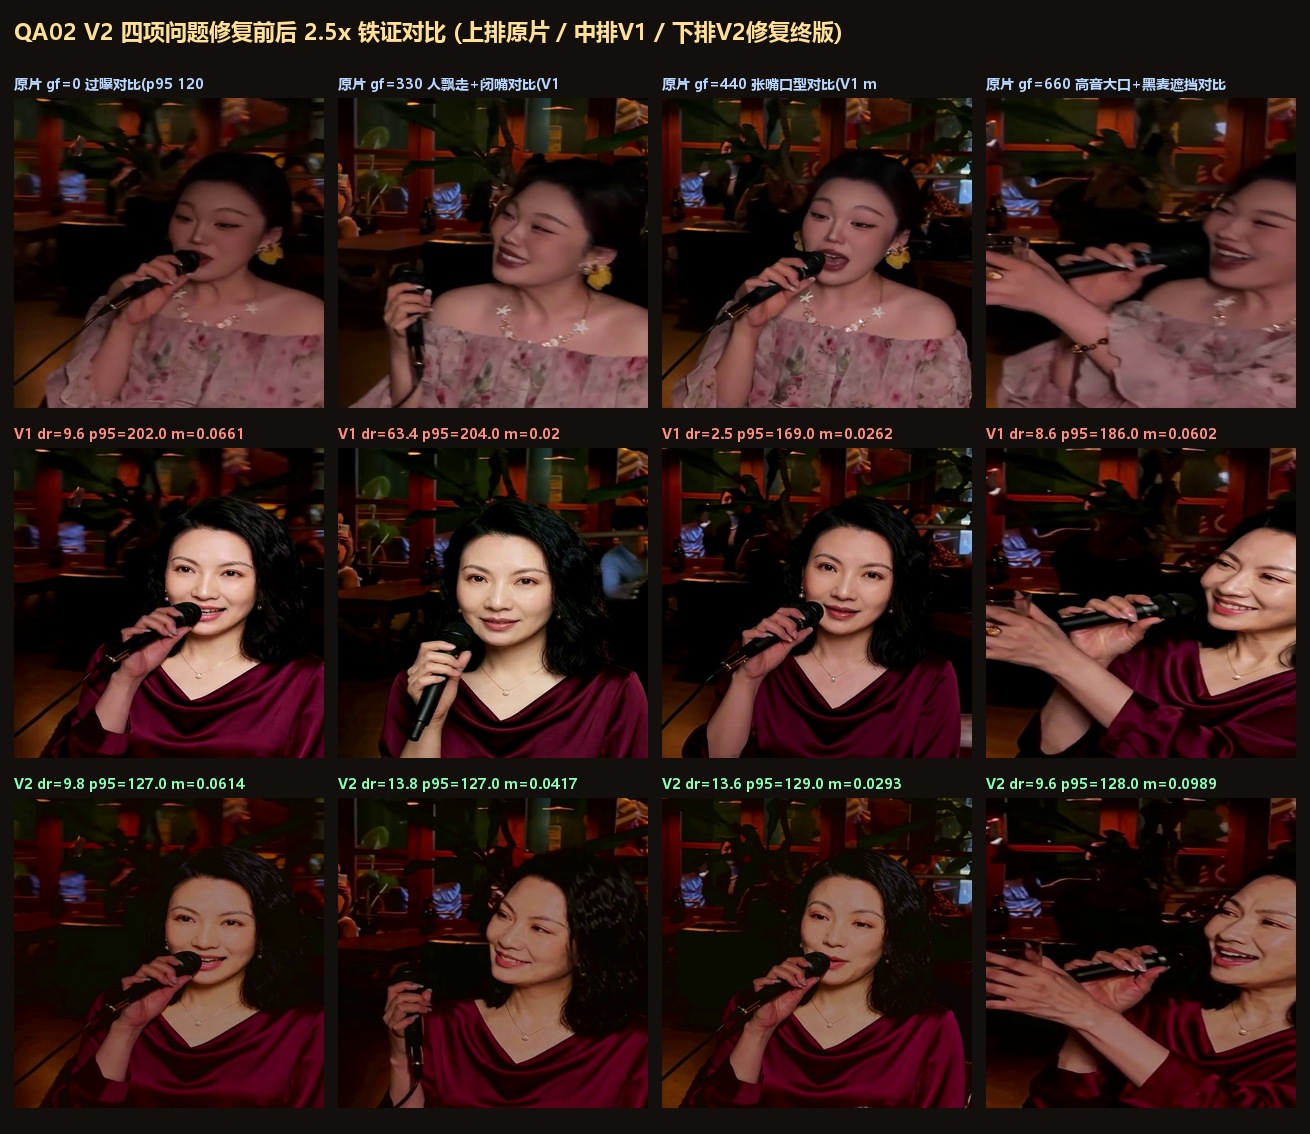 QA02 V2 四项问题修复前后 2.5x 铁证对比 (上排原片 / 中排V1 / 下排V2修复终版)
原片 gf=0 过曝对比(p95 120
原片 gf=330 人飘走+闭嘴对比(V1
原片 gf=440 张嘴口型对比(V1 m
原片 gf=660 高音大口+黑麦遮挡对比
V1 dr=9.6 p95=202.0 m=0.0661
V1 dr=63.4 p95=204.0 m=0.02
V1 dr=2.5 p95=169.0 m=0.0262
V1 dr=8.6 p95=186.0 m=0.0602
V2 dr=9.8 p95=127.0 m=0.0614
V2 dr=13.8 p95=127.0 m=0.0417
V2 dr=13.6 p95=129.0 m=0.0293
V2 dr=9.6 p95=128.0 m=0.0989